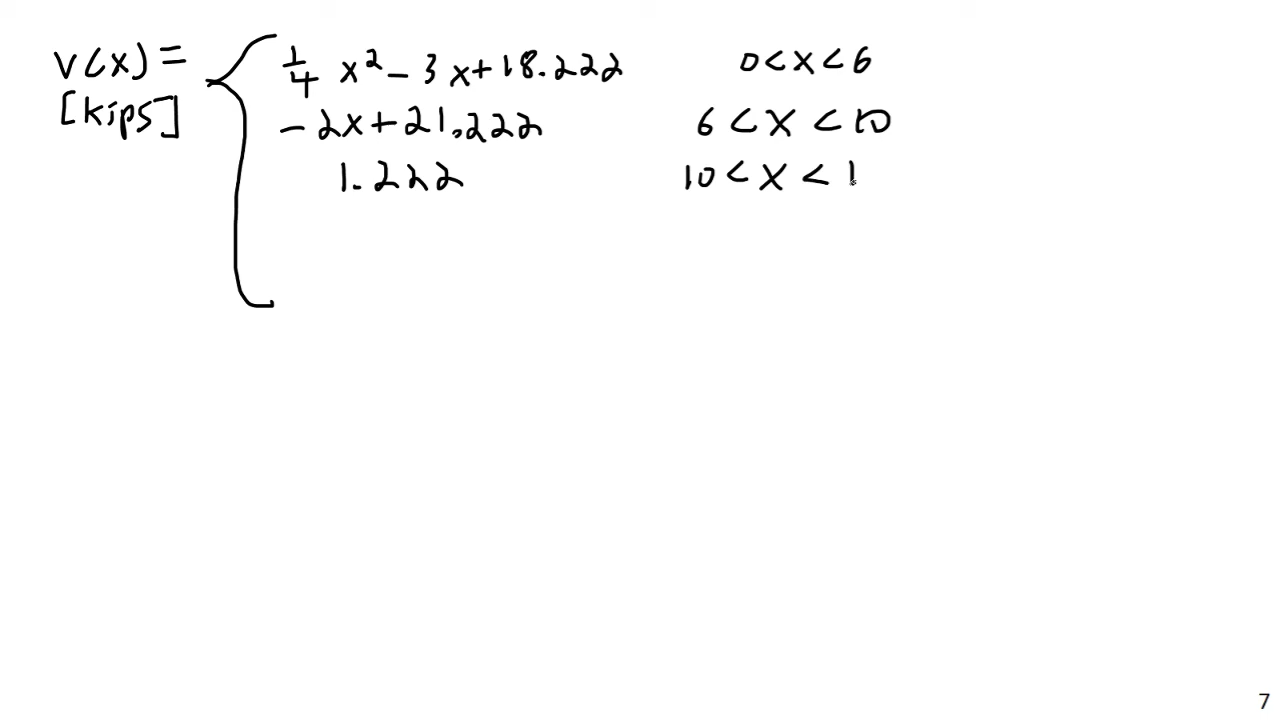 v(x) = { 1/4 x² - 3x + 18.222    0 < x < 6
[kips] - 2x + 21.222    6 < x < 10
1.222    10 < x < 1
7